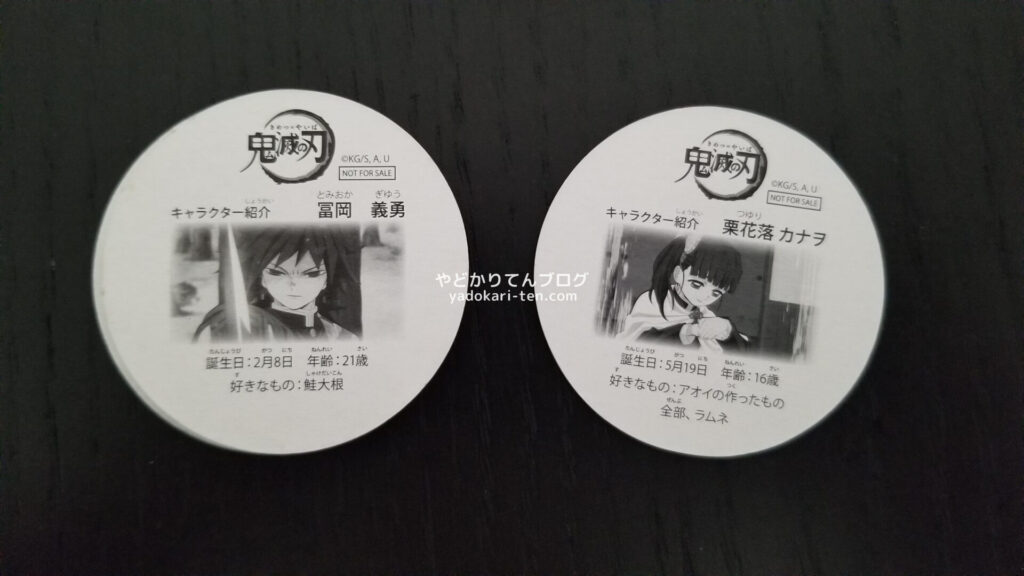 きめつのやいば
鬼滅の刃
©KG/S, A, U
NOT FOR SALE
しょうかい とみおか ぎゆう
キャラクター紹介 冨岡 義勇
たんじょうび がつ にち ねんれい さい
誕生日:2月8日 年齢:21歳
す しゃけだいこん
好きなもの:鮭大根
きめつのやいば
鬼滅の刃
©KG/S, A, U
NOT FOR SALE
しょうかい つゆり
キャラクター紹介 栗花落 カナヲ
たんじょうび がつ にち ねんれい さい
誕生日:5月19日 年齢:16歳
す つく
好きなもの:アオイの作ったもの
ぜんぶ
全部、ラムネ
やどかりてんブログ
yadokari-ten.com